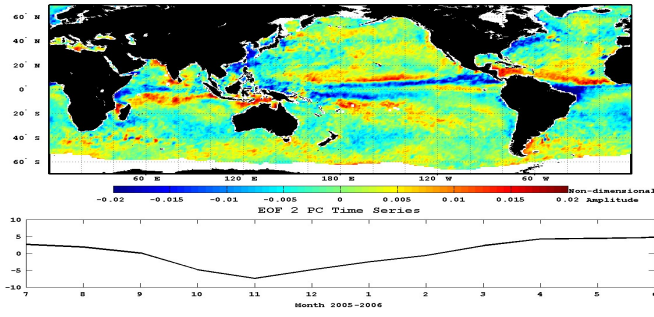 60° N
40° N
20° N
0°
20° S
40° S
60° S
60° E 120° E 180° W 120° W 60° W
-0.02 -0.015 -0.01 -0.005 0 0.005 0.01 0.015 0.02
Non-dimensional
Amplitude
EOF 2 PC Time Series
10
5
0
-5
-10
7 8 9 10 11 12 1 2 3 4 5 6
Month 2005-2006